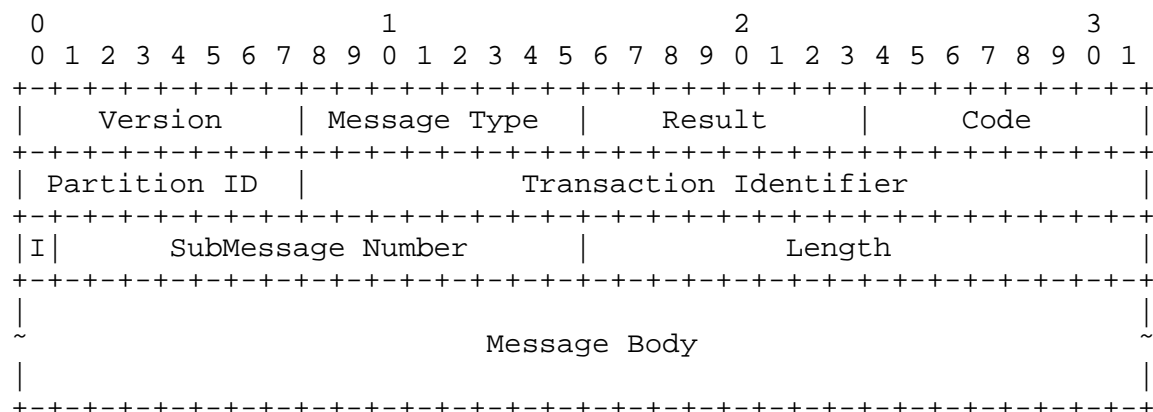 0                   1                   2                   3
 0 1 2 3 4 5 6 7 8 9 0 1 2 3 4 5 6 7 8 9 0 1 2 3 4 5 6 7 8 9 0 1
+-+-+-+-+-+-+-+-+-+-+-+-+-+-+-+-+-+-+-+-+-+-+-+-+-+-+-+-+-+-+-+-+
|    Version    | Message Type  |    Result     |     Code      |
+-+-+-+-+-+-+-+-+-+-+-+-+-+-+-+-+-+-+-+-+-+-+-+-+-+-+-+-+-+-+-+-+
| Partition ID  |            Transaction Identifier             |
+-+-+-+-+-+-+-+-+-+-+-+-+-+-+-+-+-+-+-+-+-+-+-+-+-+-+-+-+-+-+-+-+
|I|      SubMessage Number      |           Length              |
+-+-+-+-+-+-+-+-+-+-+-+-+-+-+-+-+-+-+-+-+-+-+-+-+-+-+-+-+-+-+-+-+
|                                                               |
~                          Message Body                         ~
|                                                               |
+-+-+-+-+-+-+-+-+-+-+-+-+-+-+-+-+-+-+-+-+-+-+-+-+-+-+-+-+-+-+-+-+